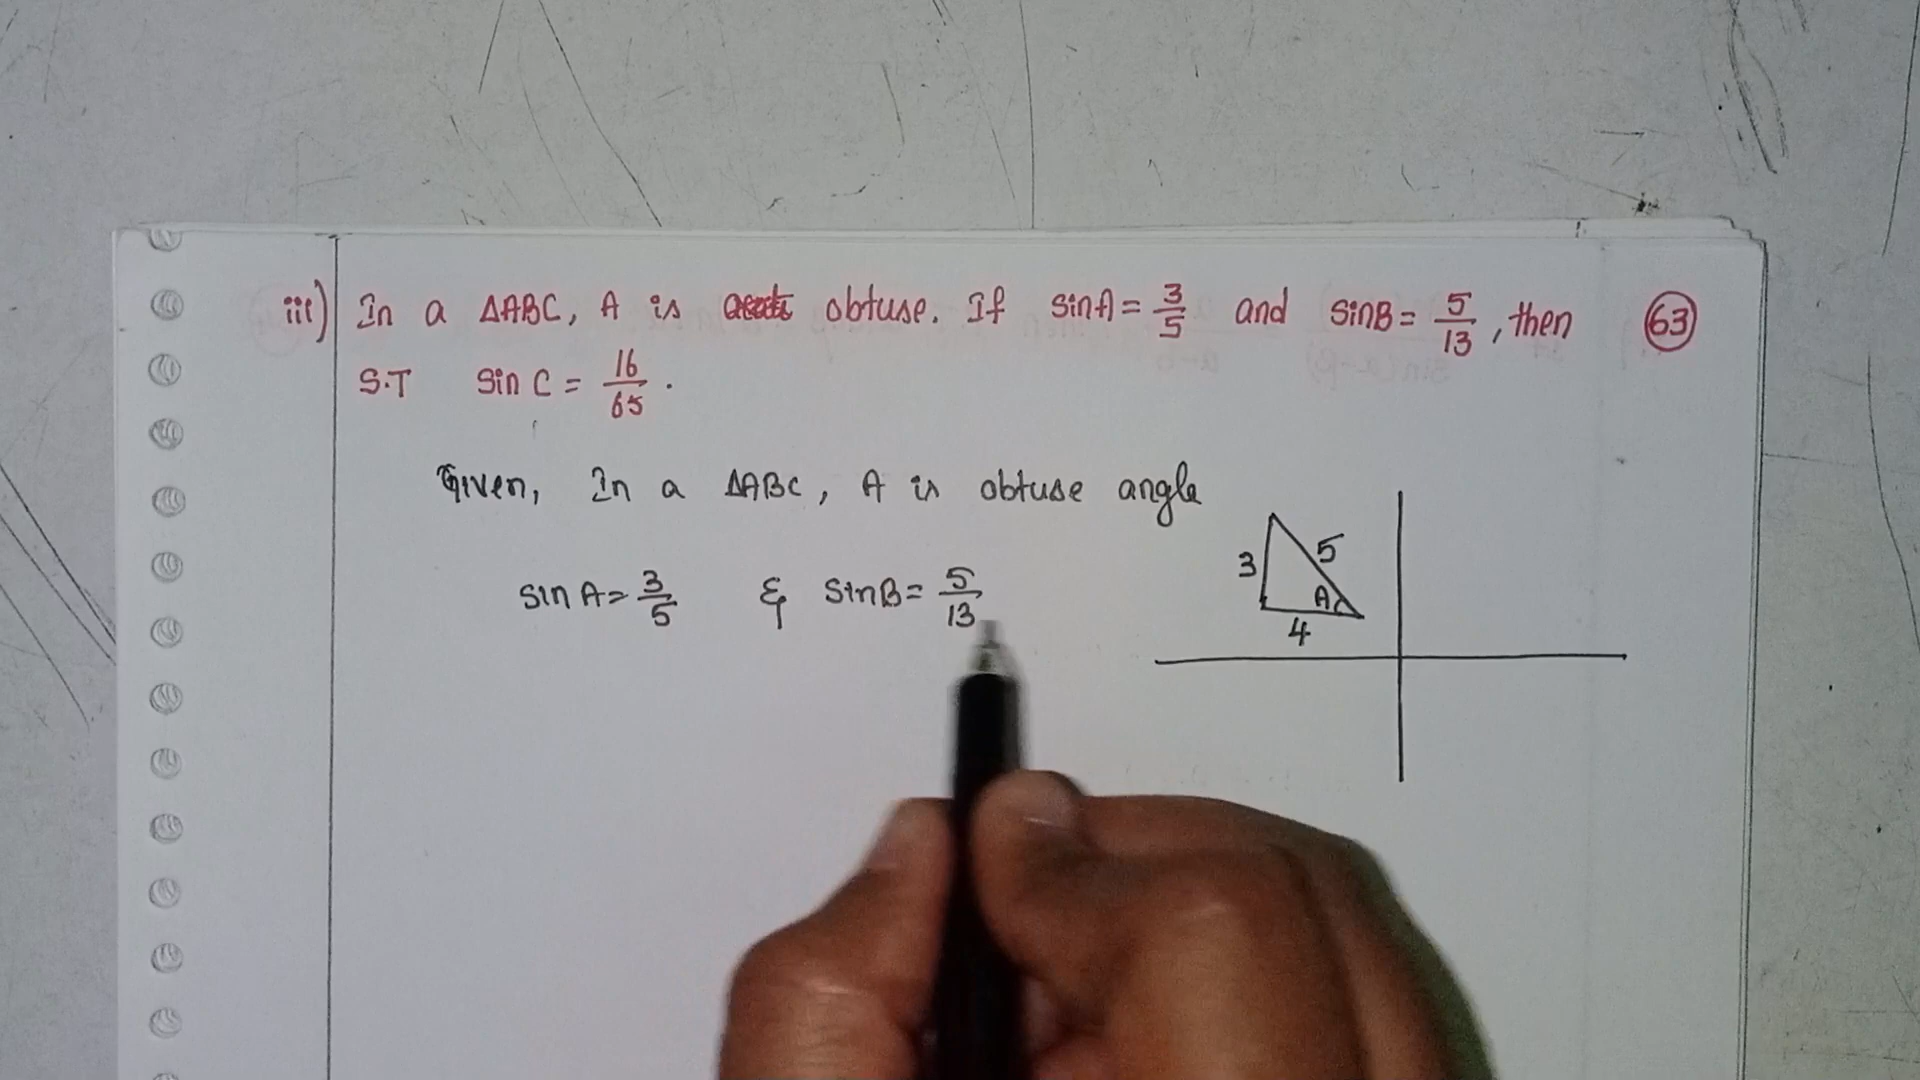 iii) In a ΔABC, A is obtuse. If sinA = 3/5 and sinB = 5/13, then 63
S.T sin C = 16/65.
Given, In a ΔABC, A is obtuse angle
sin A = 3/5 & sinB = 5/13
3 5
A
4